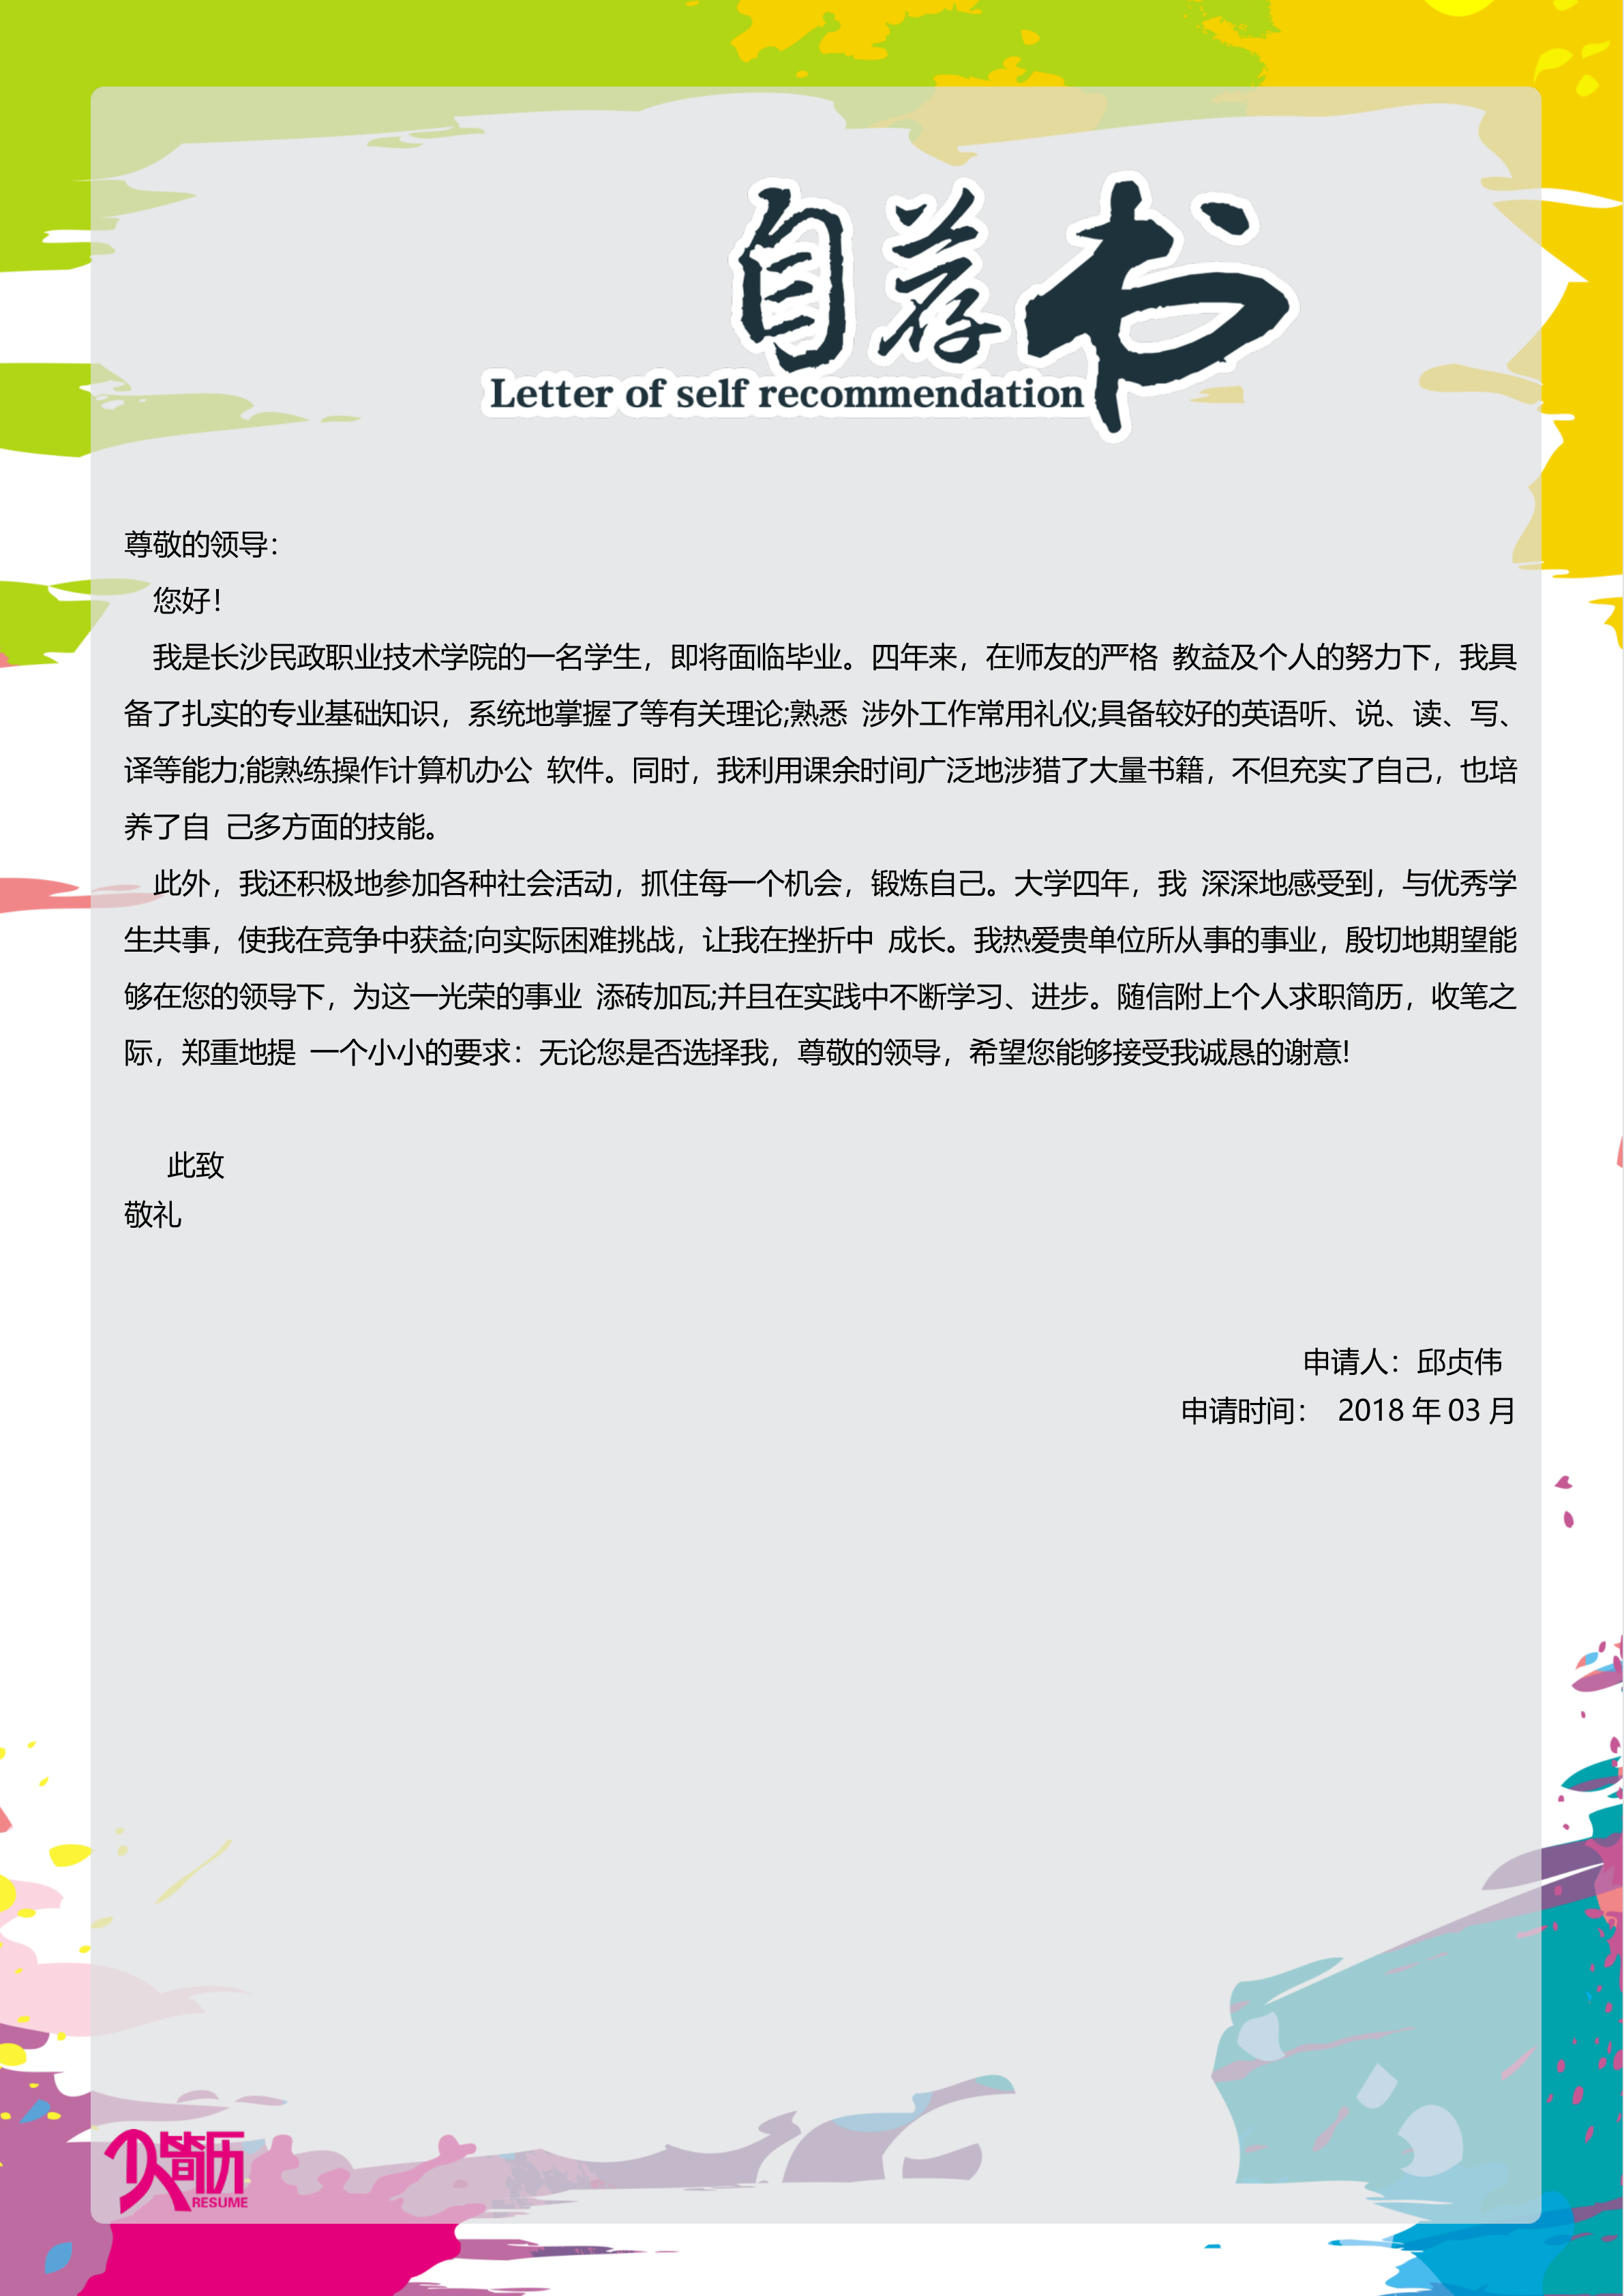 自荐书
Letter of self recommendation
尊敬的领导：
您好！
我是长沙民政职业技术学院的一名学生，即将面临毕业。四年来，在师友的严格 教益及个人的努力下，我具
备了扎实的专业基础知识，系统地掌握了等有关理论;熟悉 涉外工作常用礼仪;具备较好的英语听、说、读、写、
译等能力;能熟练操作计算机办公 软件。同时，我利用课余时间广泛地涉猎了大量书籍，不但充实了自己，也培
养了自 己多方面的技能。
此外，我还积极地参加各种社会活动，抓住每一个机会，锻炼自己。大学四年，我 深深地感受到，与优秀学
生共事，使我在竞争中获益;向实际困难挑战，让我在挫折中 成长。我热爱贵单位所从事的事业，殷切地期望能
够在您的领导下，为这一光荣的事业 添砖加瓦;并且在实践中不断学习、进步。随信附上个人求职简历，收笔之
际，郑重地提 一个小小的要求：无论您是否选择我，尊敬的领导，希望您能够接受我诚恳的谢意!
此致
敬礼
申请人：邱贞伟
申请时间： 2018 年 03 月
简历
RESUME